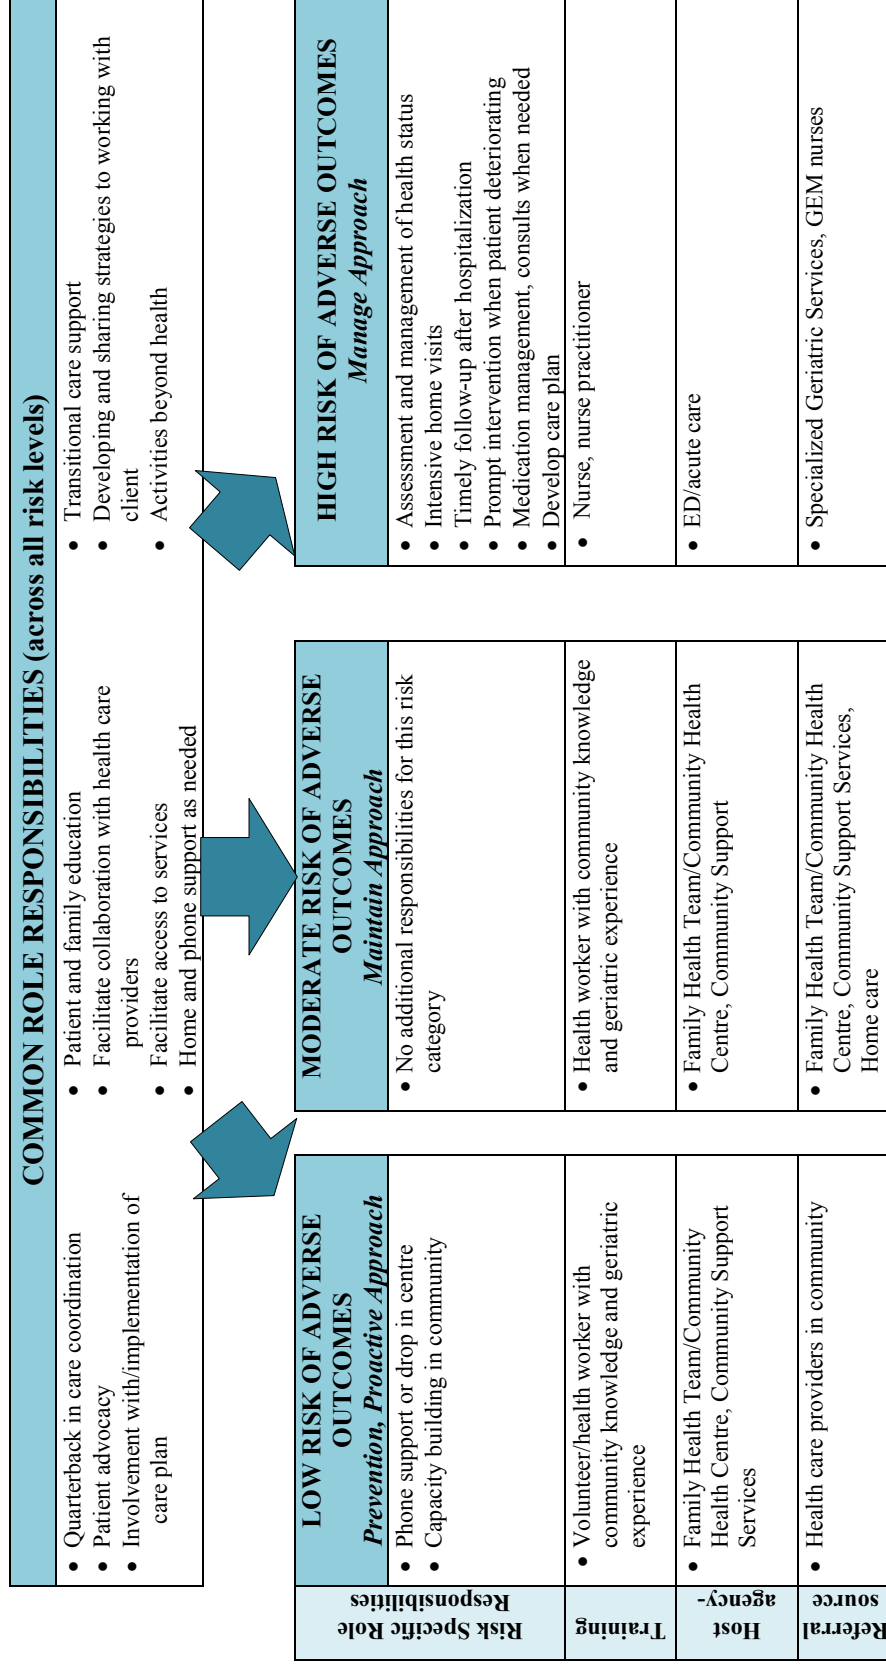 COMMON ROLE RESPONSIBILITIES (across all risk levels)
• Quarterback in care coordination
• Patient advocacy
• Involvement with/implementation of
care plan
• Patient and family education
• Facilitate collaboration with health care
providers
• Facilitate access to services
• Home and phone support as needed
• Transitional care support
• Developing and sharing strategies to working with
client
• Activities beyond health
LOW RISK OF ADVERSE
OUTCOMES
Prevention, Proactive Approach
MODERATE RISK OF ADVERSE
OUTCOMES
Maintain Approach
HIGH RISK OF ADVERSE OUTCOMES
Manage Approach
Risk Specific Role
Responsibilities
• Phone support or drop in centre
• Capacity building in community
• No additional responsibilities for this risk
category
• Assessment and management of health status
• Intensive home visits
• Timely follow-up after hospitalization
• Prompt intervention when patient deteriorating
• Medication management, consults when needed
• Develop care plan
Training
• Volunteer/health worker with
community knowledge and geriatric
experience
• Health worker with community knowledge
and geriatric experience
• Nurse, nurse practitioner
Host
agency-
• Family Health Team/Community
Health Centre, Community Support
Services
• Family Health Team/Community Health
Centre, Community Support
• ED/acute care
Referral
source
• Health care providers in community
• Family Health Team/Community Health
Centre, Community Support Services,
Home care
• Specialized Geriatric Services, GEM nurses